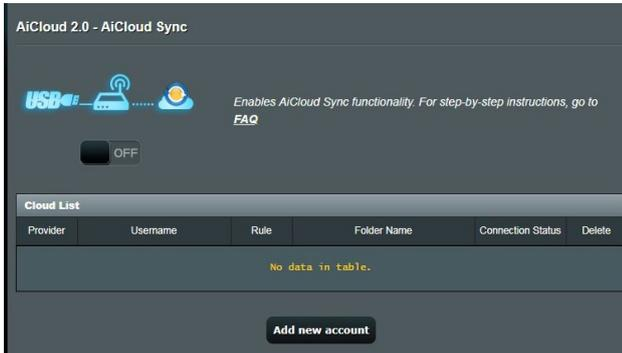 AiCloud 2.0 - AiCloud Sync
USB
Enables AiCloud Sync functionality. For step-by-step instructions, go to
FAQ
OFF
Cloud List
Provider Username Rule Folder Name Connection Status Delete
No data in table.
Add new account